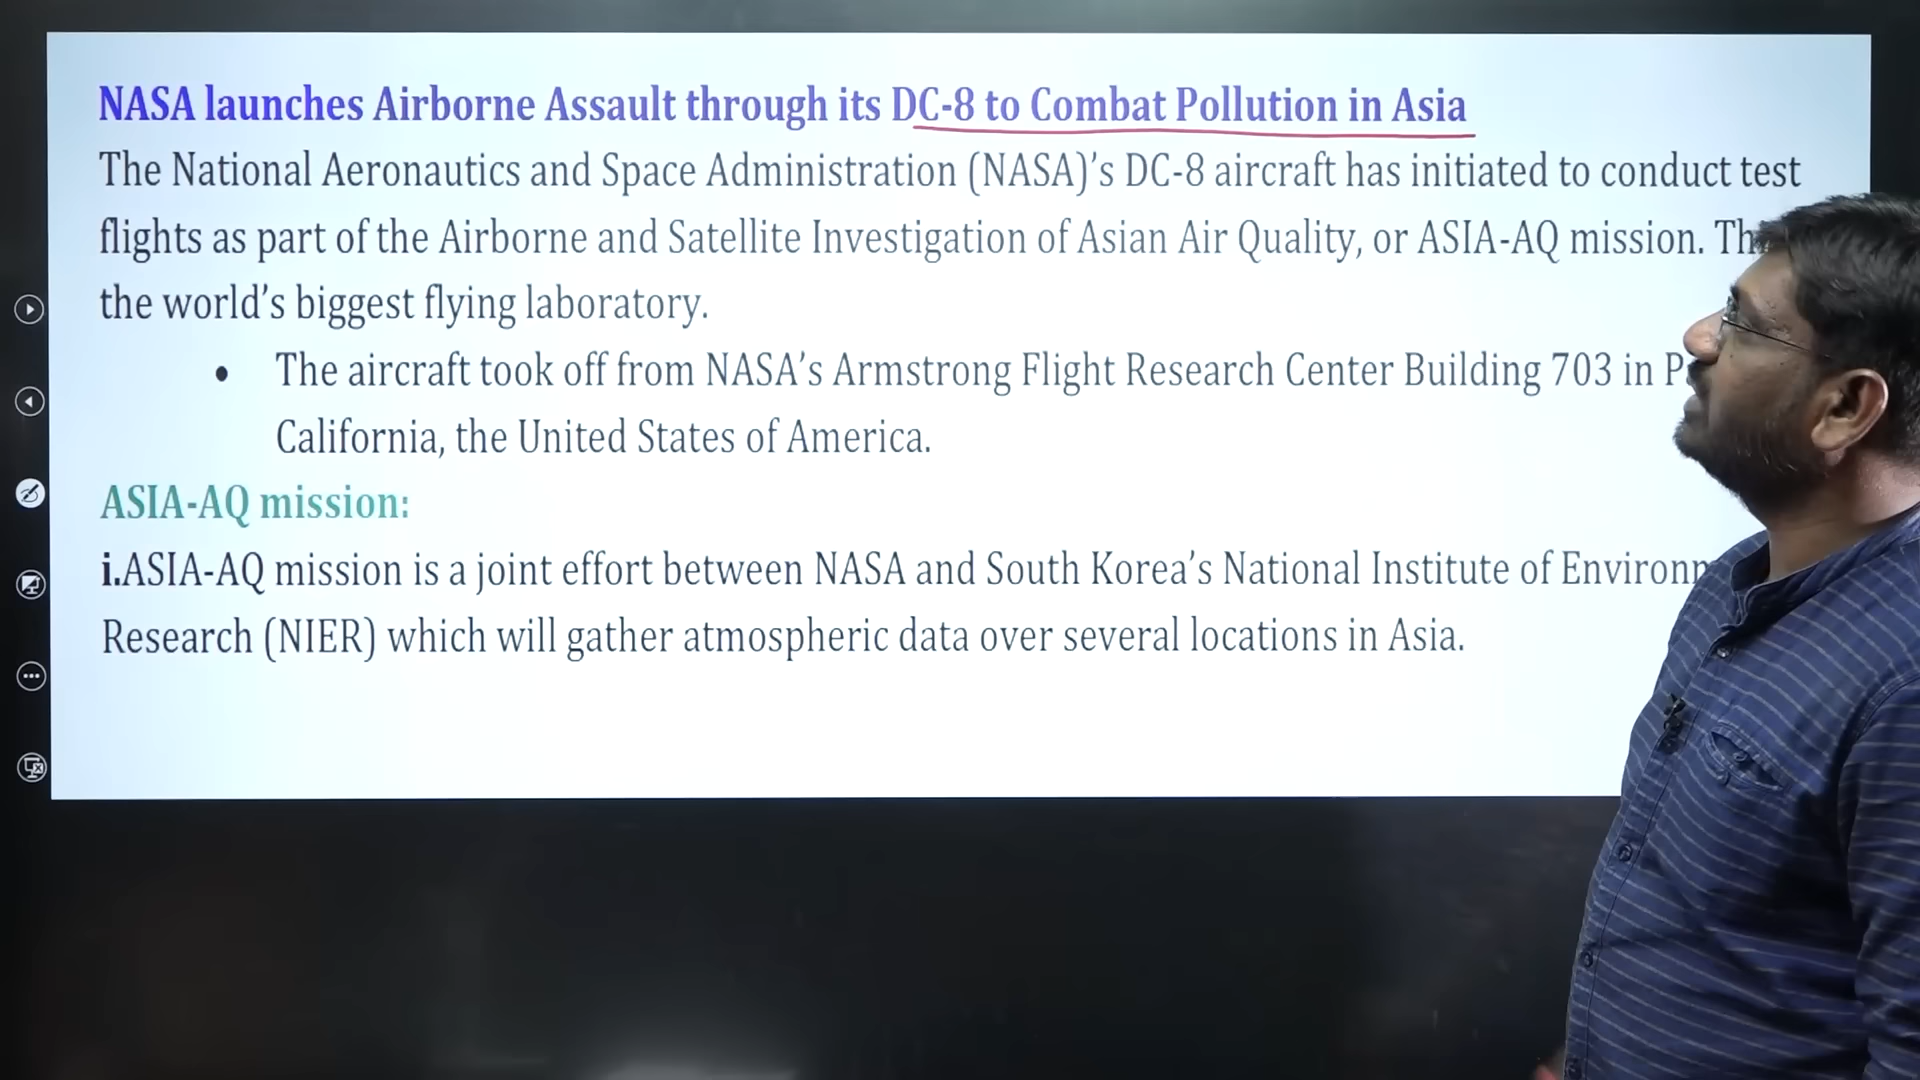 NASA launches Airborne Assault through its DC-8 to Combat Pollution in Asia
The National Aeronautics and Space Administration (NASA)’s DC-8 aircraft has initiated to conduct test
flights as part of the Airborne and Satellite Investigation of Asian Air Quality, or ASIA-AQ mission.
the world’s biggest flying laboratory.
• The aircraft took off from NASA’s Armstrong Flight Research Center Building 703 in
California, the United States of America.
ASIA-AQ mission:
i.ASIA-AQ mission is a joint effort between NASA and South Korea’s National Institute of
Research (NIER) which will gather atmospheric data over several locations in Asia.